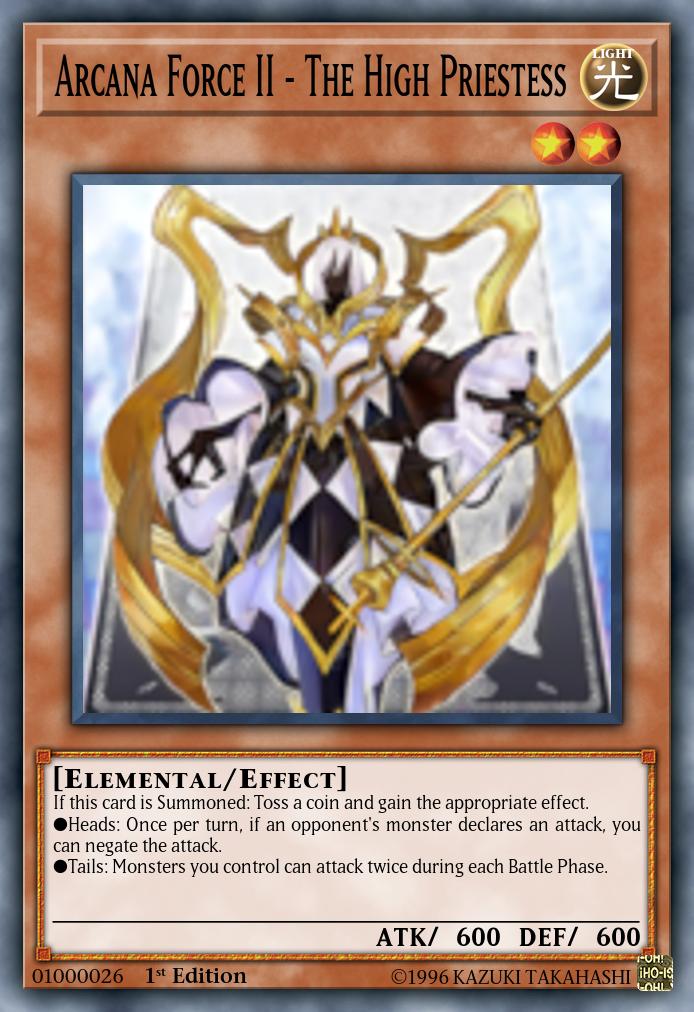 ARCANA FORCE II - THE HIGH PRIESTESS
LIGHT
光
[ELEMENTAL/EFFECT]
If this card is Summoned: Toss a coin and gain the appropriate effect.
●Heads: Once per turn, if an opponent's monster declares an attack, you
can negate the attack.
●Tails: Monsters you control can attack twice during each Battle Phase.
ATK/ 600 DEF/ 600
01000026 1st Edition ©1996 KAZUKI TAKAHASHI